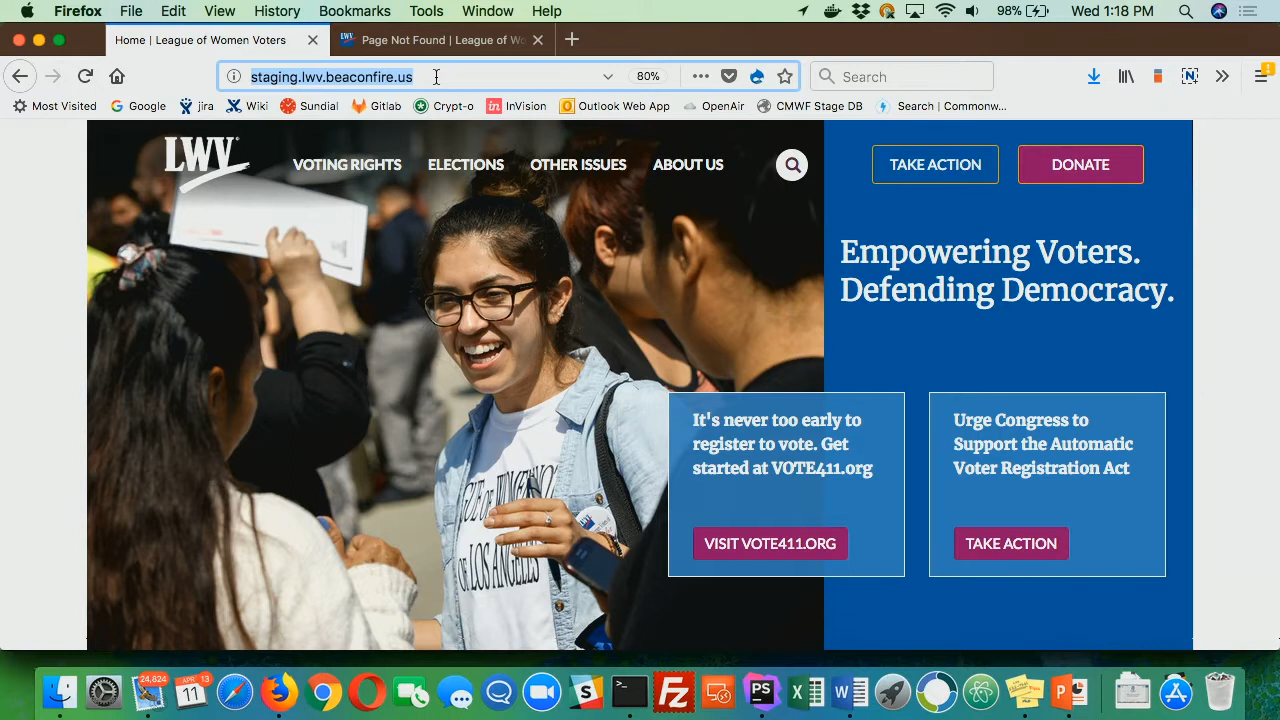 Firefox File Edit View History Bookmarks Tools Window Help 98% Wed 1:18 PM
Home | League of Women Voters Page Not Found | League of Wo
staging.lwv.beaconfire.us 80% Search
Most Visited Google jira Wiki Sundial Gitlab Crypt-o InVision Outlook Web App OpenAir CMWF Stage DB Search | Commonw...
LWV VOTING RIGHTS ELECTIONS OTHER ISSUES ABOUT US TAKE ACTION DONATE
Empowering Voters.
Defending Democracy.
It's never too early to
register to vote. Get
started at VOTE411.org
VISIT VOTE411.ORG
Urge Congress to
Support the Automatic
Voter Registration Act
TAKE ACTION
LOS ANGELES
24,824 APR 11 13